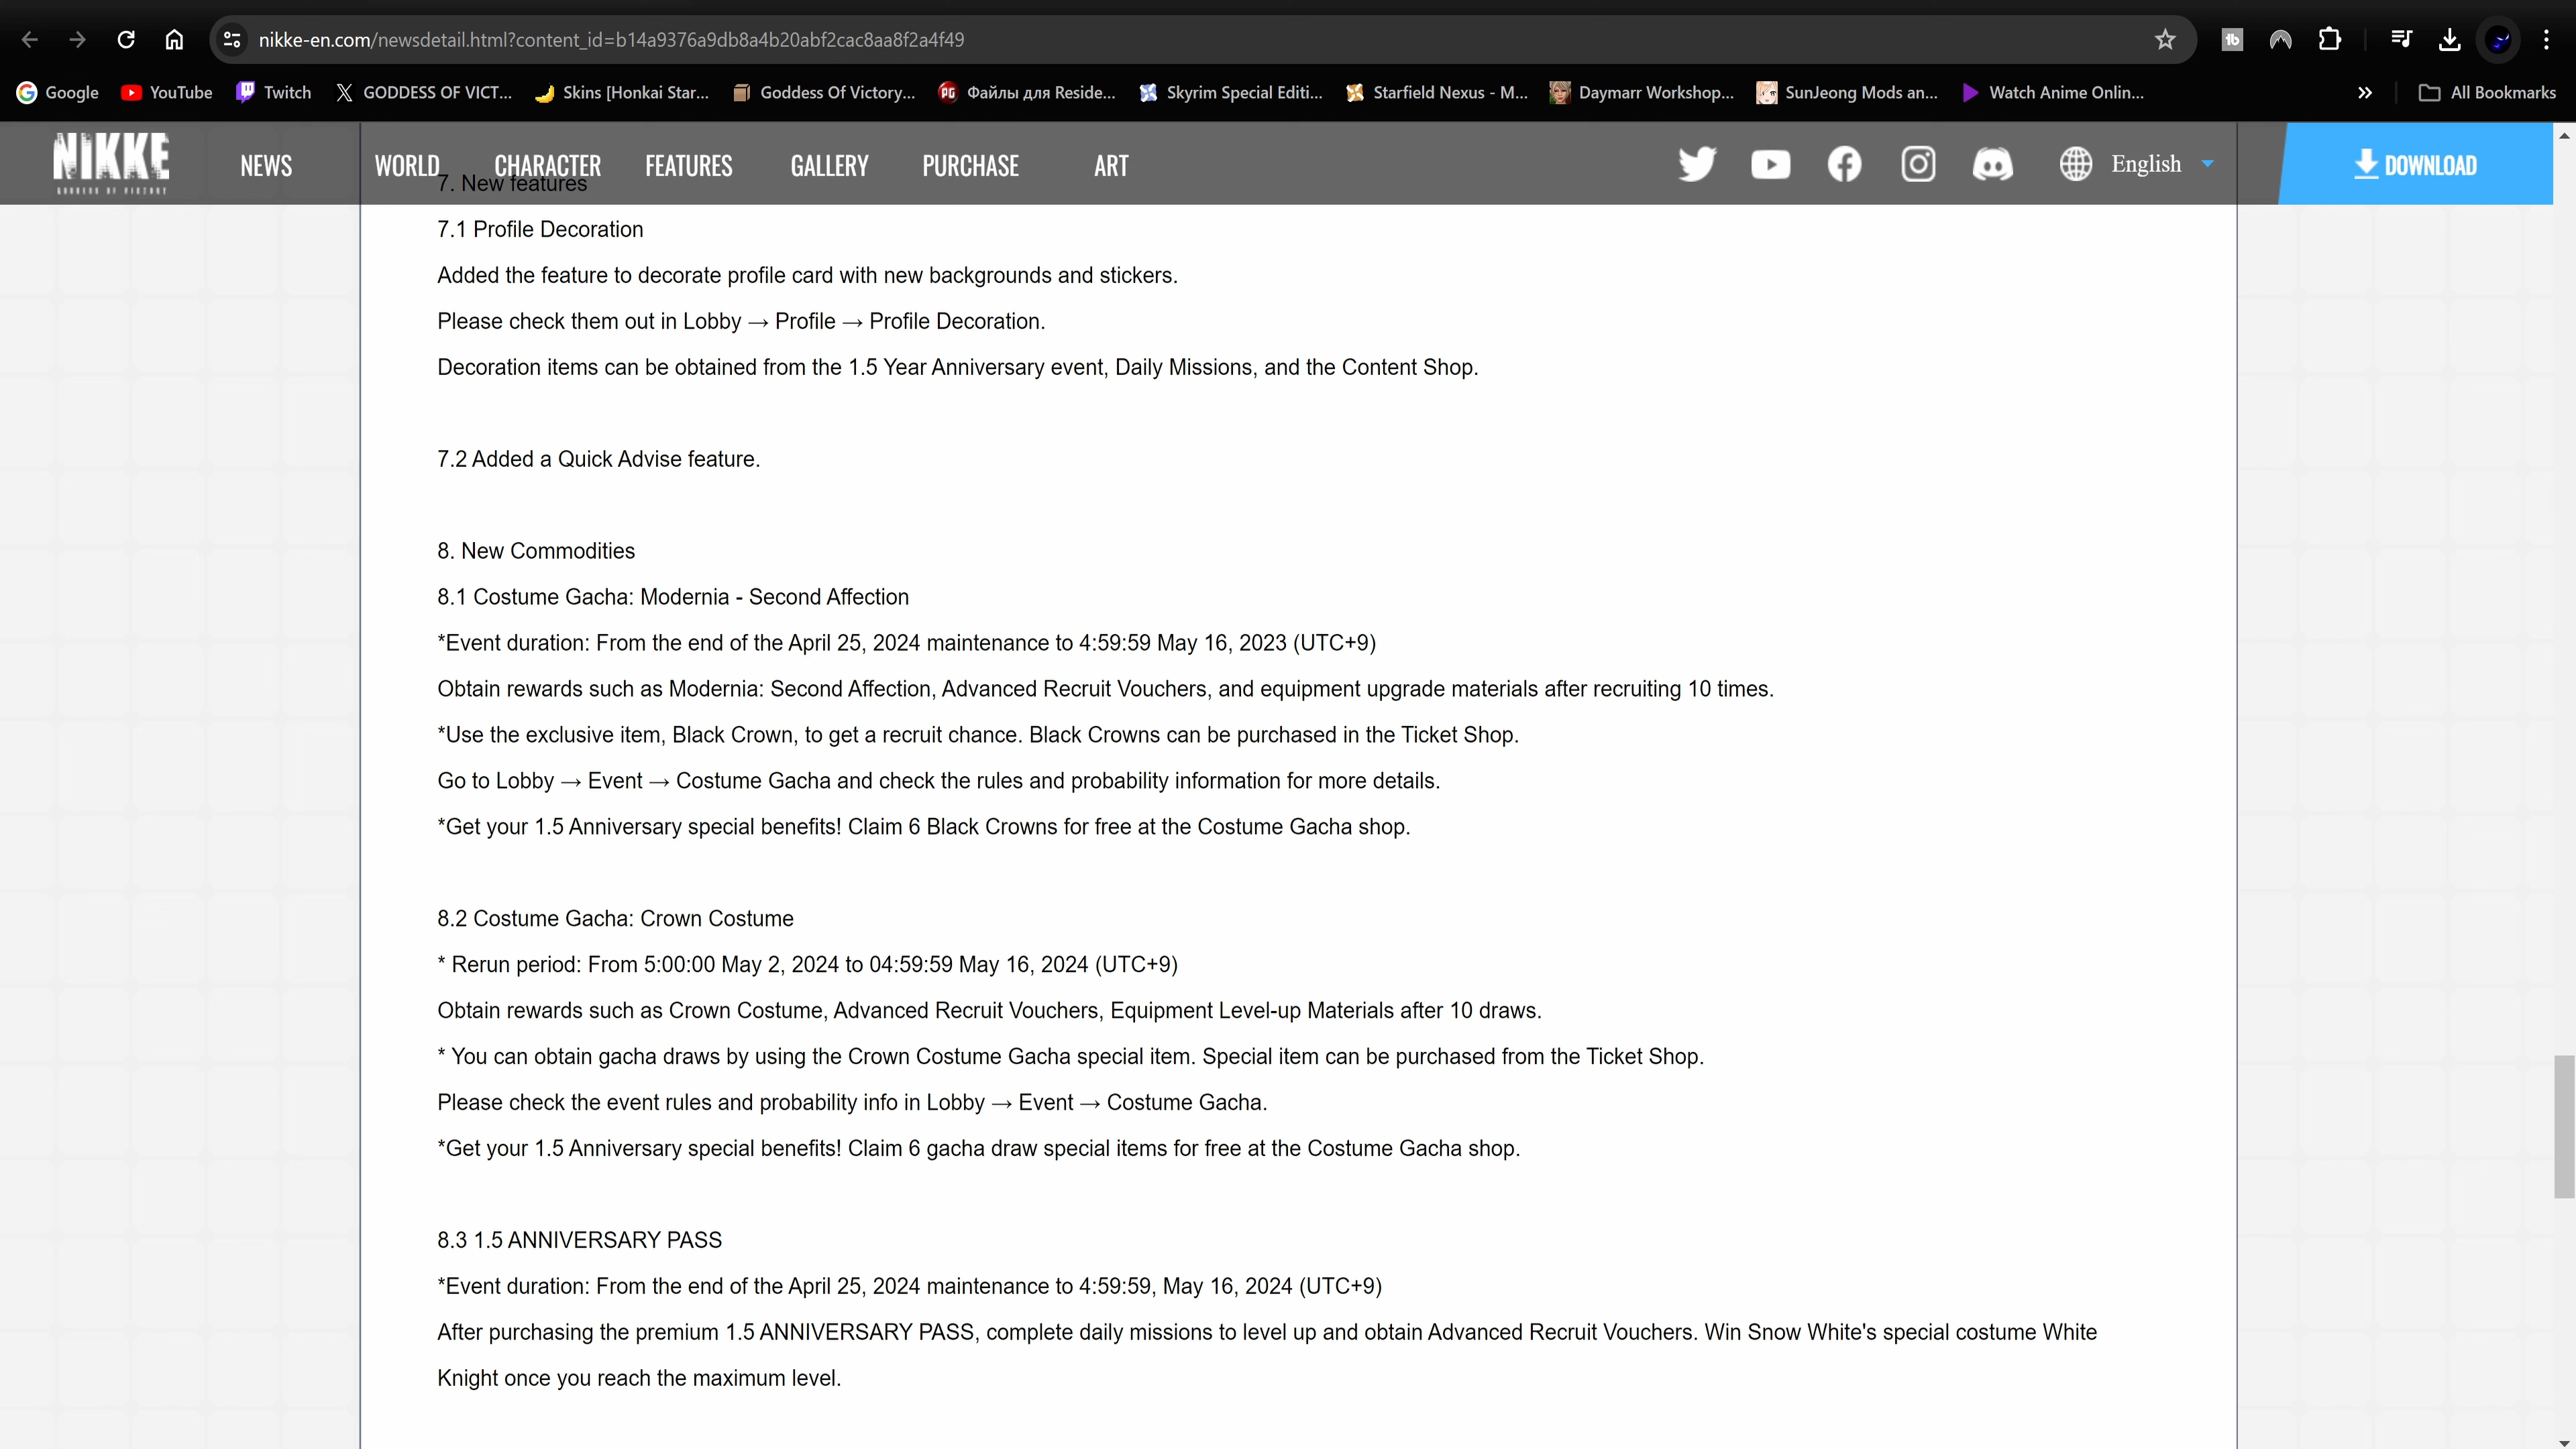 nikke-en.com/newsdetail.html?content_id=b14a9376a9db8a4b20abf2cac8aa8f2a4f49
Google YouTube Twitch GODDESS OF VICT... Skins [Honkai Star... Goddess Of Victory... Файлы для Reside... Skyrim Special Editi... Starfield Nexus - M... Daymarr Workshop... SunJeong Mods an... Watch Anime Onlin... » All Bookmarks
NIKKE
GODDESS OF VICTORY
NEWS WORLD CHARACTER FEATURES GALLERY PURCHASE ART English DOWNLOAD
7. New features
7.1 Profile Decoration
Added the feature to decorate profile card with new backgrounds and stickers.
Please check them out in Lobby → Profile → Profile Decoration.
Decoration items can be obtained from the 1.5 Year Anniversary event, Daily Missions, and the Content Shop.
7.2 Added a Quick Advise feature.
8. New Commodities
8.1 Costume Gacha: Modernia - Second Affection
*Event duration: From the end of the April 25, 2024 maintenance to 4:59:59 May 16, 2023 (UTC+9)
Obtain rewards such as Modernia: Second Affection, Advanced Recruit Vouchers, and equipment upgrade materials after recruiting 10 times.
*Use the exclusive item, Black Crown, to get a recruit chance. Black Crowns can be purchased in the Ticket Shop.
Go to Lobby → Event → Costume Gacha and check the rules and probability information for more details.
*Get your 1.5 Anniversary special benefits! Claim 6 Black Crowns for free at the Costume Gacha shop.
8.2 Costume Gacha: Crown Costume
* Rerun period: From 5:00:00 May 2, 2024 to 04:59:59 May 16, 2024 (UTC+9)
Obtain rewards such as Crown Costume, Advanced Recruit Vouchers, Equipment Level-up Materials after 10 draws.
* You can obtain gacha draws by using the Crown Costume Gacha special item. Special item can be purchased from the Ticket Shop.
Please check the event rules and probability info in Lobby → Event → Costume Gacha.
*Get your 1.5 Anniversary special benefits! Claim 6 gacha draw special items for free at the Costume Gacha shop.
8.3 1.5 ANNIVERSARY PASS
*Event duration: From the end of the April 25, 2024 maintenance to 4:59:59, May 16, 2024 (UTC+9)
After purchasing the premium 1.5 ANNIVERSARY PASS, complete daily missions to level up and obtain Advanced Recruit Vouchers. Win Snow White's special costume White
Knight once you reach the maximum level.